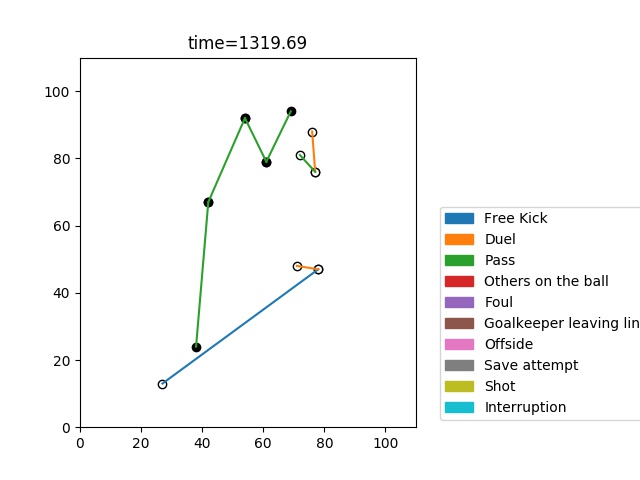 time=1319.69
100
80
60
40
20
0
0 20 40 60 80 100
Free Kick
Duel
Pass
Others on the ball
Foul
Goalkeeper leaving lin
Offside
Save attempt
Shot
Interruption